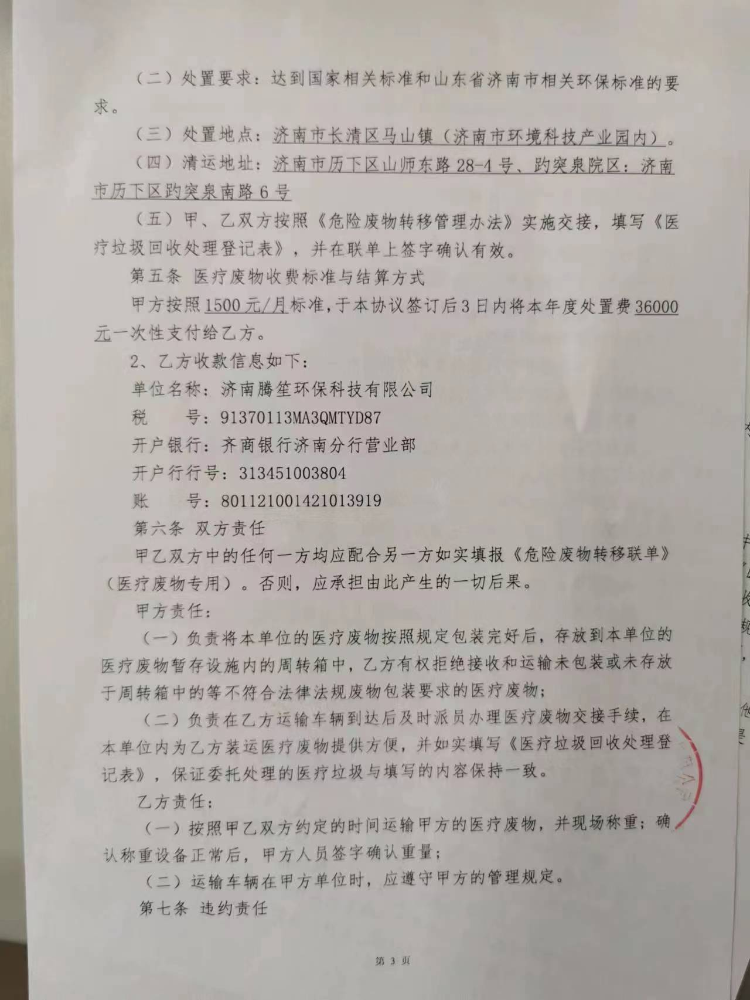 （二）处置要求：达到国家相关标准和山东省济南市相关环保标准的要
求。
（三）处置地点：济南市长清区马山镇（济南市环境科技产业园内）。
（四）清运地址：济南市历下区山师东路 28-4 号、趵突泉院区：济南
市历下区趵突泉南路 6 号
（五）甲、乙双方按照《危险废物转移管理办法》实施交接，填写《医
疗垃圾回收处理登记表》，并在联单上签字确认有效。
第五条 医疗废物收费标准与结算方式
甲方按照 1500 元/月标准，于本协议签订后 3 日内将本年度处置费 36000
元一次性支付给乙方。
2、乙方收款信息如下：
单位名称：济南腾笙环保科技有限公司
税 号：91370113MA3QMTYD87
开户银行：齐商银行济南分行营业部
开户行行号：313451003804
账 号：801121001421013919
第六条 双方责任
甲乙双方中的任何一方均应配合另一方如实填报《危险废物转移联单》
（医疗废物专用）。否则，应承担由此产生的一切后果。
甲方责任：
（一）负责将本单位的医疗废物按照规定包装完好后，存放到本单位的
医疗废物暂存设施内的周转箱中，乙方有权拒绝接收和运输未包装或未存放
于周转箱中的等不符合法律法规废物包装要求的医疗废物；
（二）负责在乙方运输车辆到达后及时派员办理医疗废物交接手续，在
本单位内为乙方装运医疗废物提供方便，并如实填写《医疗垃圾回收处理登
记表》，保证委托处理的医疗垃圾与填写的内容保持一致。
乙方责任：
（一）按照甲乙双方约定的时间运输甲方的医疗废物，并现场称重；确
认称重设备正常后，甲方人员签字确认重量；
（二）运输车辆在甲方单位时，应遵守甲方的管理规定。
第七条 违约责任
第 3 页